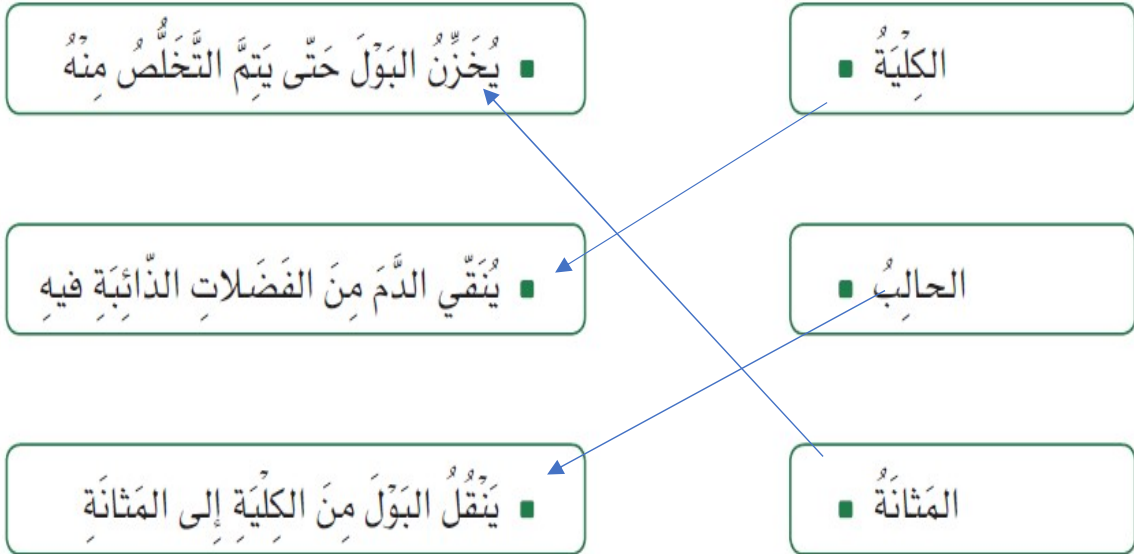 الكِلْيَةُ
يُخَزِّنُ البَوْلَ حَتّى يَتِمَّ التَّخَلُّصُ مِنْهُ
الحالِبُ
يُنَقّي الدَّمَ مِنَ الفَضَلاتِ الذّائِبَةِ فيهِ
المَثانَةُ
يَنْقُلُ البَوْلَ مِنَ الكِلْيَةِ إِلى المَثانَةِ